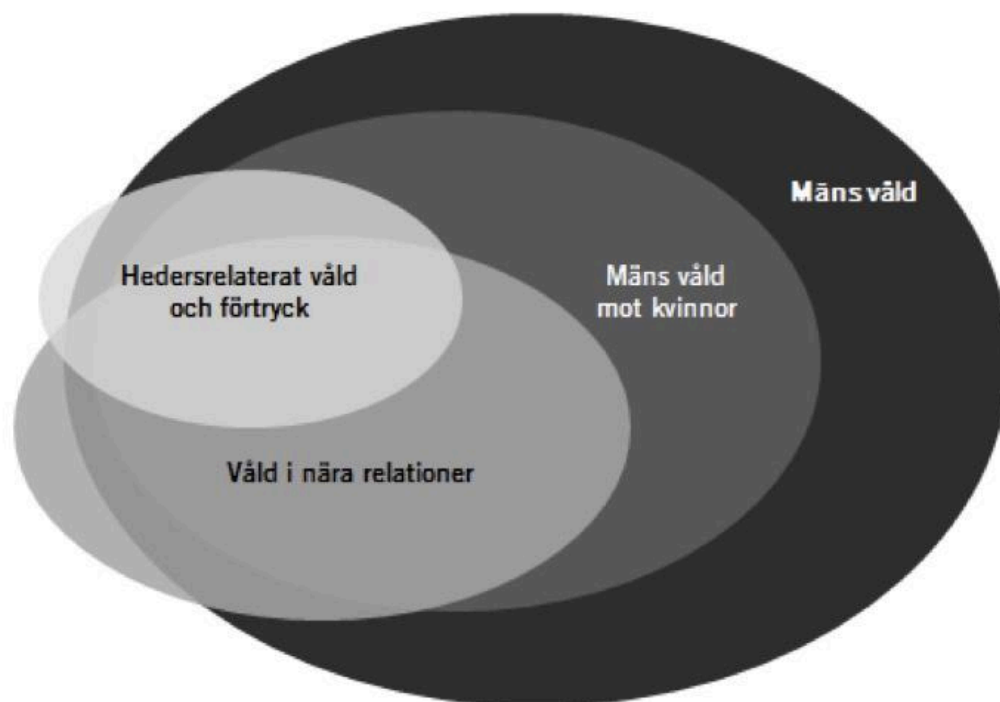 Mäns våld
Hedersrelaterat våld
och förtryck
Mäns våld
mot kvinnor
Våld i nära relationer